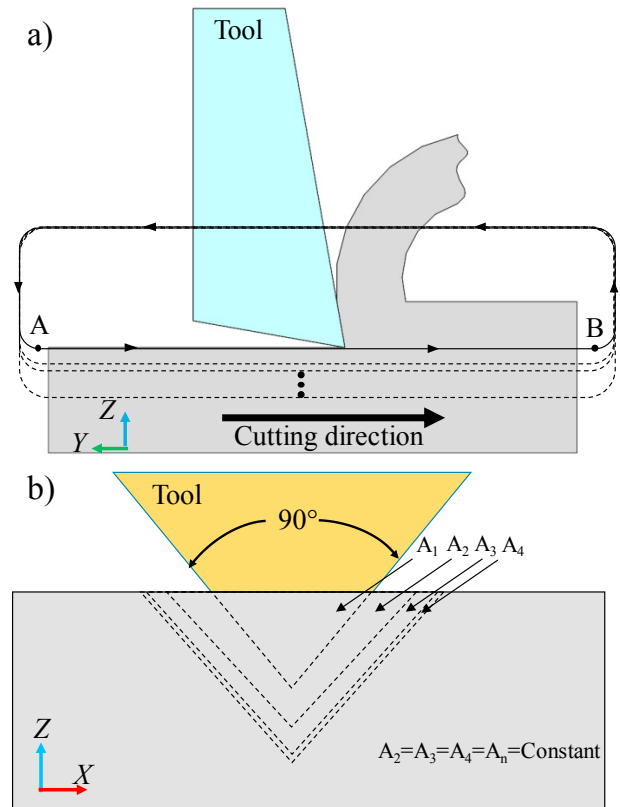 a)
Tool
A
B
Z
Y
Cutting direction
b)
Tool
90°
A₁ A₂ A₃ A₄
Z
X
A₂=A₃=A₄=Aₙ=Constant